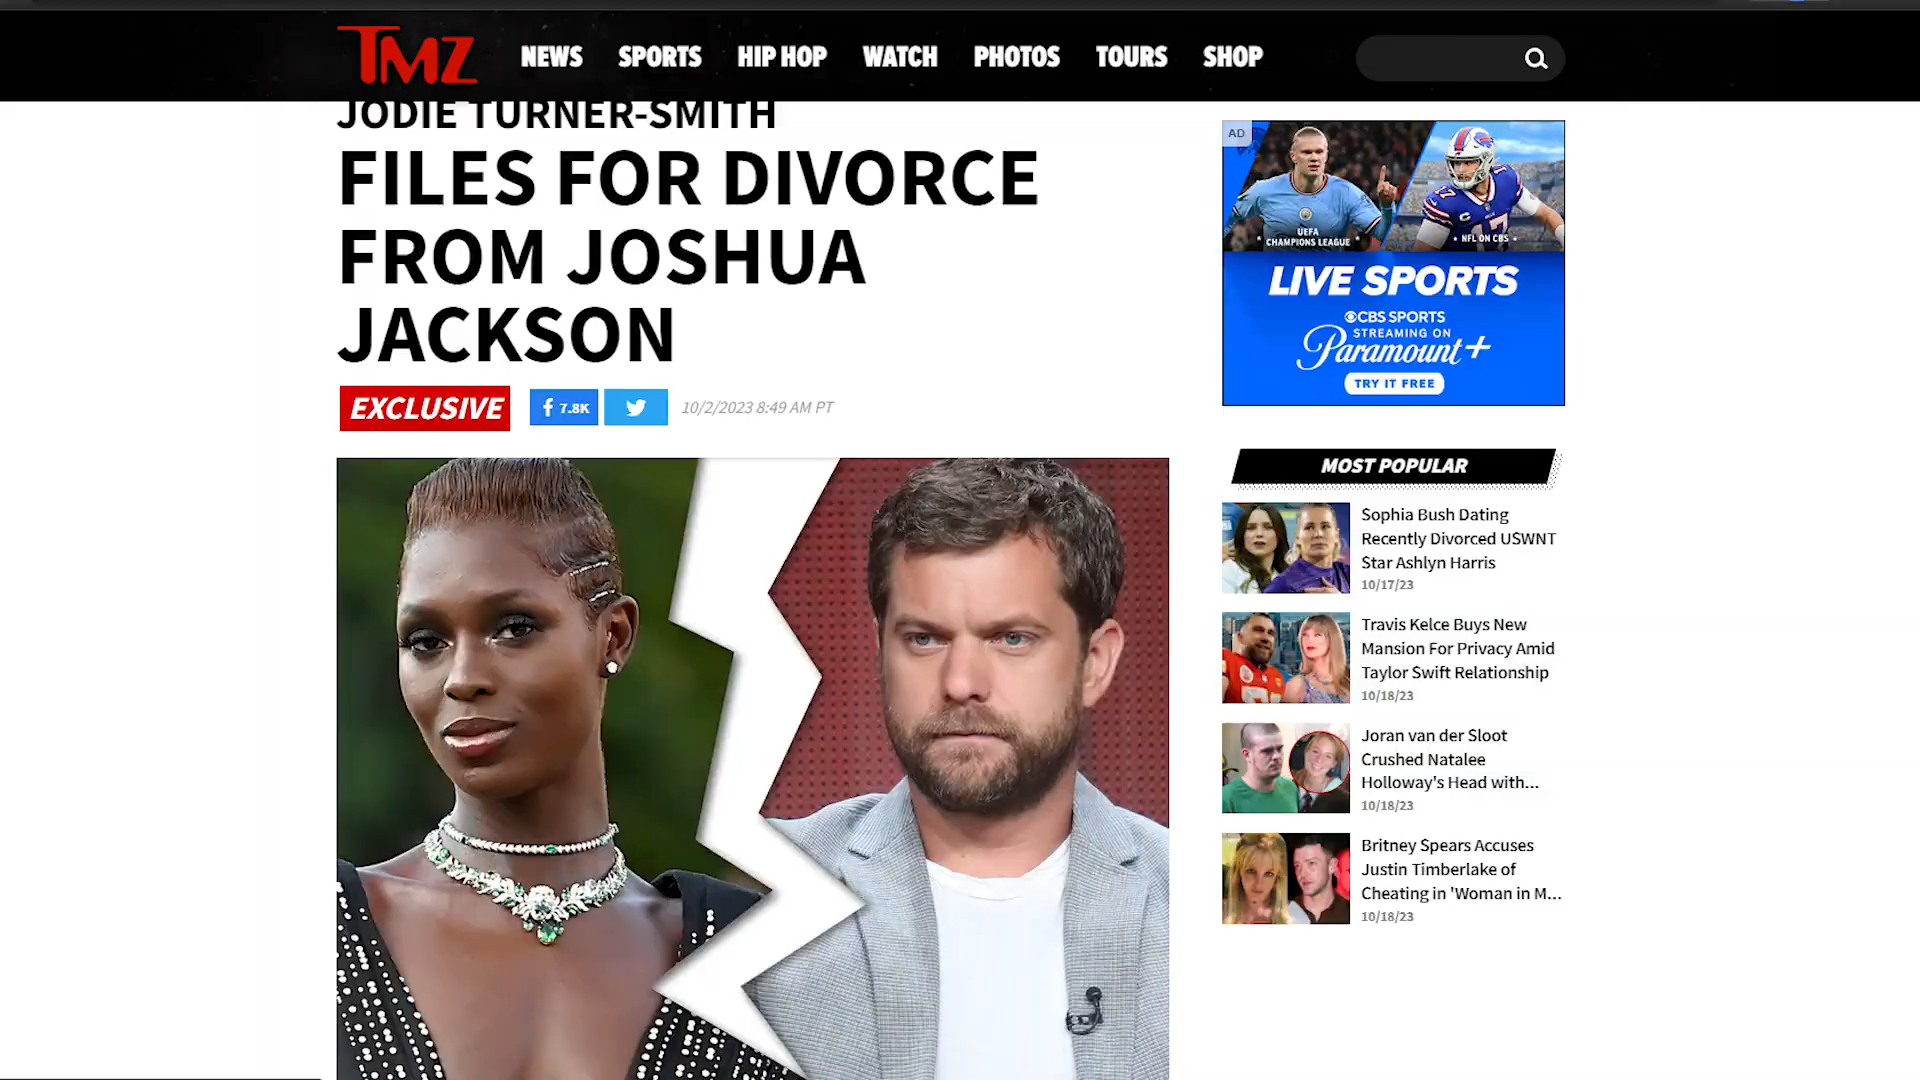 TMZ
NEWS SPORTS HIP HOP WATCH PHOTOS TOURS SHOP
JODIE TURNER-SMITH
FILES FOR DIVORCE
FROM JOSHUA
JACKSON
EXCLUSIVE
7.8K
10/2/2023 8:49 AM PT
AD
17
17
UEFA
CHAMPIONS LEAGUE
NFL ON CBS
LIVE SPORTS
CBS SPORTS
STREAMING ON
Paramount+
TRY IT FREE
MOST POPULAR
Sophia Bush Dating
Recently Divorced USWNT
Star Ashlyn Harris
10/17/23
Travis Kelce Buys New
Mansion For Privacy Amid
Taylor Swift Relationship
10/18/23
Joran van der Sloot
Crushed Natalee
Holloway's Head with...
10/18/23
Britney Spears Accuses
Justin Timberlake of
Cheating in 'Woman in M...
10/18/23